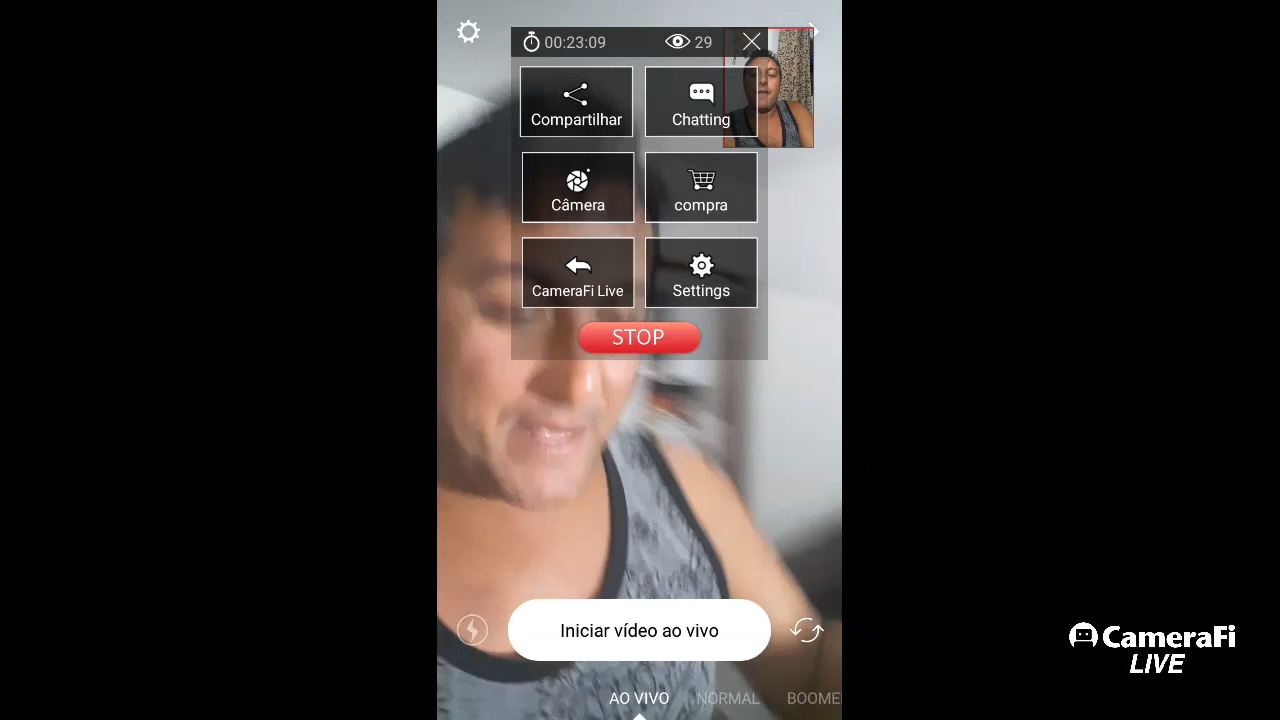 00:23:09 29
Compartilhar
Chatting
Câmera
compra
CameraFi Live
Settings
STOP
Iniciar vídeo ao vivo
AO VIVO NORMAL BOOME
CameraFi
LIVE